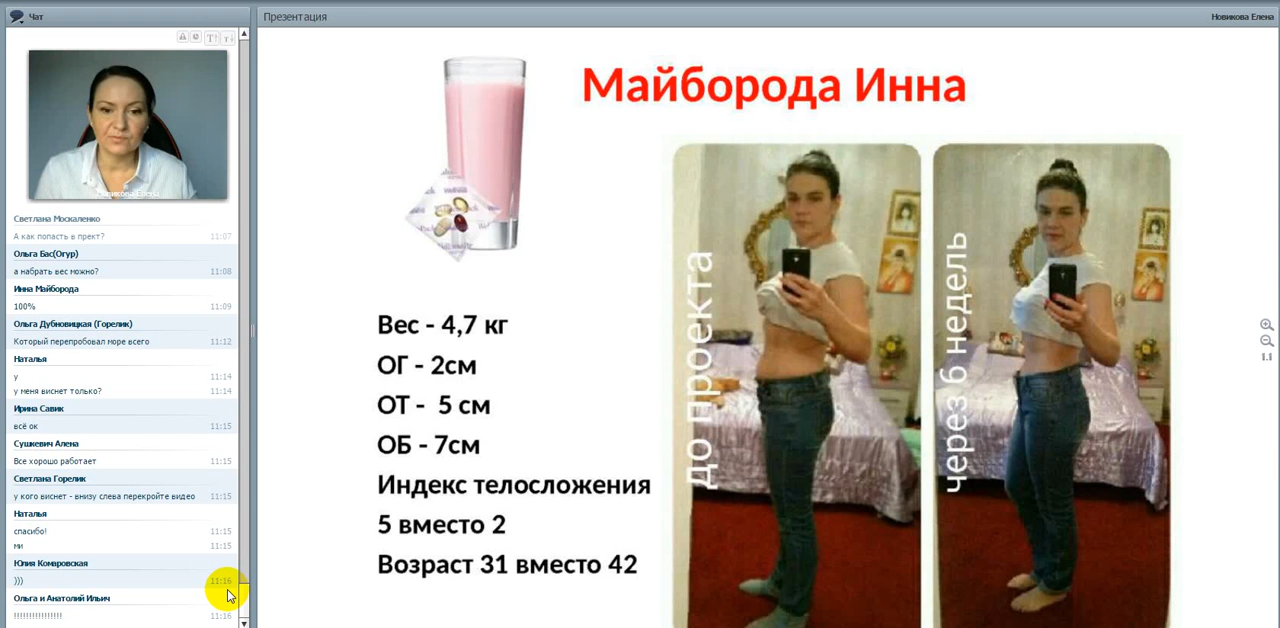 Чат
Презентация
Новикова Елена
Новикова Елена
Светлана Москаленко
А как попасть в прект? 11:07
Ольга Бас(Огур)
а набрать вес можно? 11:08
Инна Майборода
100% 11:09
Ольга Дубновицкая (Горелик)
Который перепробовал море всего 11:12
Наталья
у 11:14
у меня виснет только? 11:14
Ирина Савик
всё ок 11:15
Сушкевич Алена
Все хорошо работает 11:15
Светлана Горелик
у кого виснет - внизу слева перекройте видео 11:15
Наталья
спасибо! 11:15
ми 11:15
Юлия Комаровская
))) 11:16
Ольга и Анатолий Ильич
!!!!!!!!!!!!!!!! 11:16
Майборода Инна
Вес - 4,7 кг
ОГ - 2см
ОТ - 5 см
ОБ - 7см
Индекс телосложения
5 вместо 2
Возраст 31 вместо 42
до проекта
через 6 недель
1.1